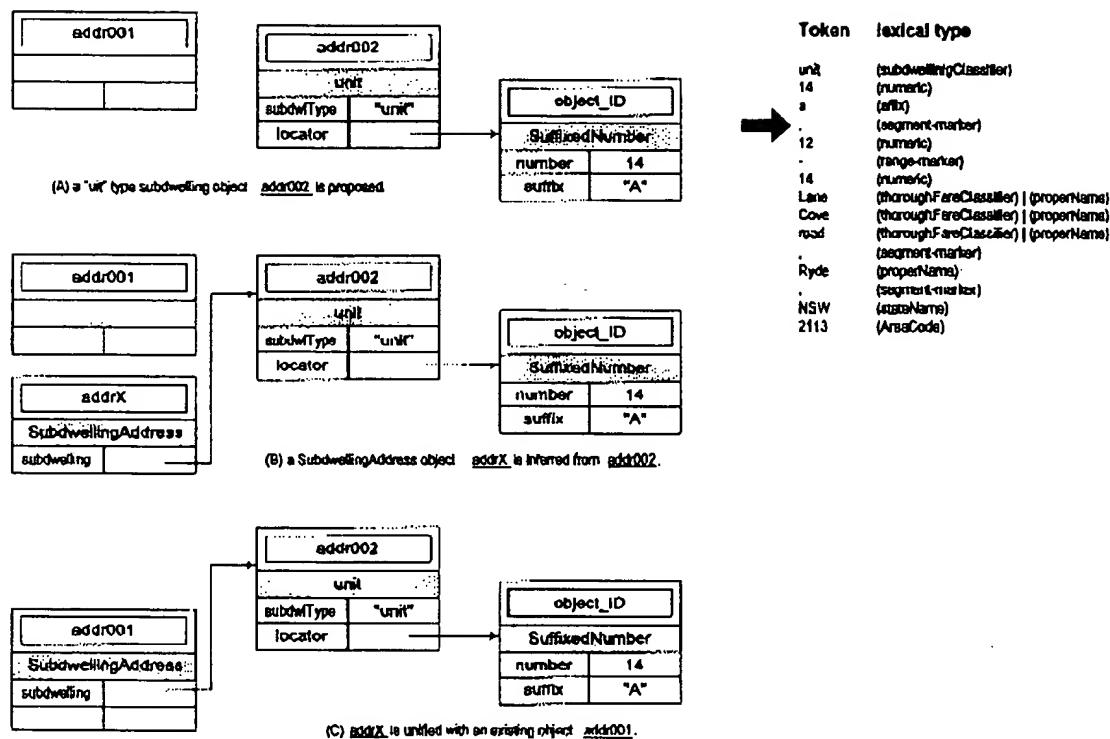 addr001
addr002
unit
subdwlType "unit"
locator
object_ID
SuffixedNumber
number 14
suffix "A"
(A) a "uit" type subdwelling object addr002 is proposed
addr001
addr002
unit
subdwlType "unit"
locator
object_ID
SuffixedNumber
number 14
suffix "A"
addrX
SubdwellingAddress
subdwelling
(B) a SubdwellingAddress object addrX is inferred from addr002.
addr002
unit
subdwlType "unit"
locator
object_ID
SuffixedNumber
number 14
suffix "A"
addr001
SubdwellingAddress
subdwelling
(C) addrX is unified with an existing object addr001.
Token lexical type
unit (subdwellinigClassifier)
14 (numeric)
a (affix)
, (segment-marker)
12 (numeric)
- (range-marker)
14 (numeric)
Lane (thoroughFareClassifier) | (properName)
Cove (thoroughFareClassifier) | (properName)
road (thoroughFareClassifier) | (properName)
, (segment-marker)
Ryde (properName)
, (segment-marker)
NSW (stateName)
2113 (AreaCode)